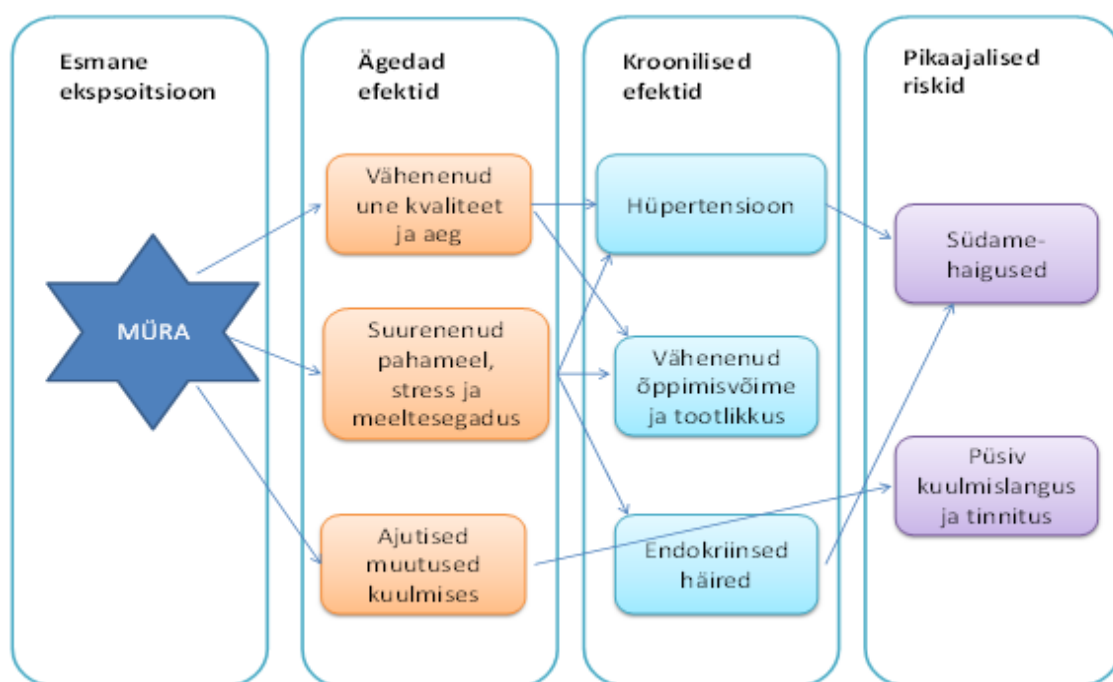 Esmane
ekspsoitsioon
Ägedad
efektid
Kroonilised
efektid
Pikaajalised
riskid
MÜRA
Vähenenud
une kvaliteet
ja aeg
Suurenenud
pahameel,
stress ja
meeltesegadus
Ajutised
muutused
kuulmises
Hüpertensioon
Vähenenud
õppimisvõime
ja tootlikkus
Endokriinsed
häired
Südame-
haigused
Püsiv
kuulmislangus
ja tinnitus